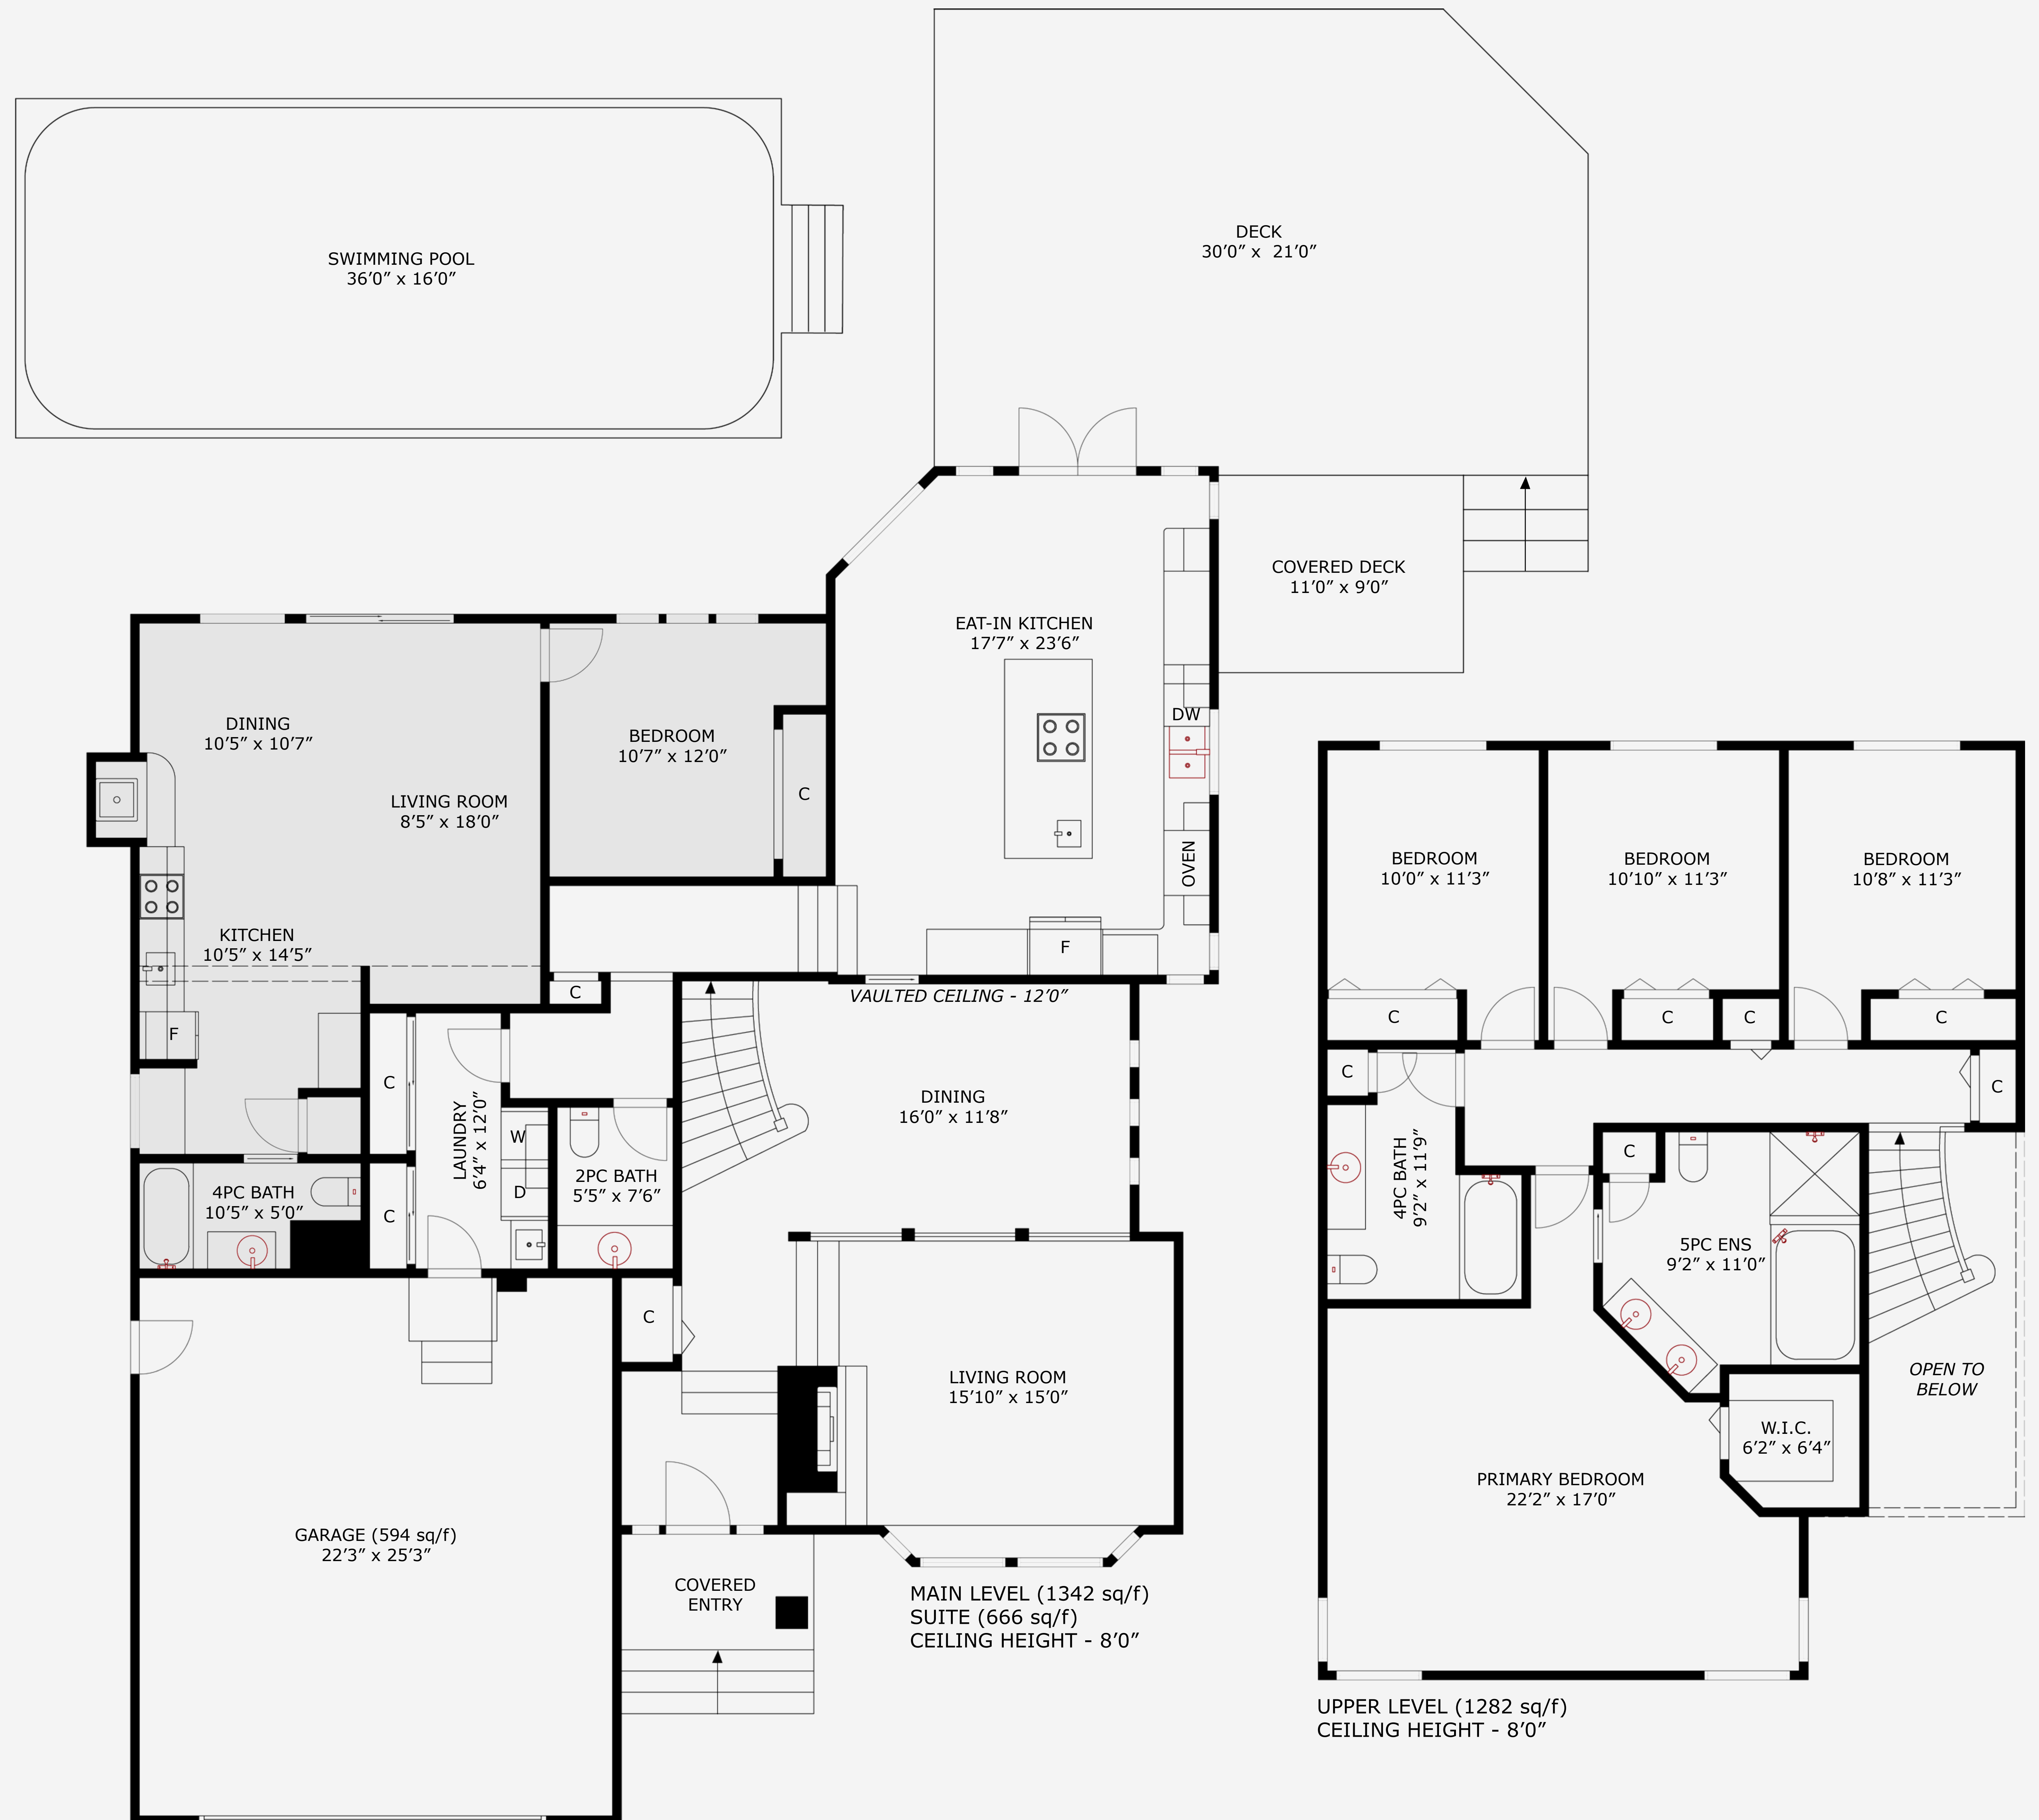 DECK
30’0” x  21’0”
SWIMMING POOL
36’0” x 16’0”
COVERED DECK
11’0” x 9’0”
EAT-IN KITCHEN
17’7” x 23’6”
DW
OVEN
F
VAULTED CEILING - 12’0”
DINING
10’5” x 10’7”
BEDROOM
10’7” x 12’0”
C
LIVING ROOM
8’5” x 18’0”
KITCHEN
10’5” x 14’5”
F
C
C
LAUNDRY
6’4” x 12’0”
W
D
C
4PC BATH
10’5” x 5’0”
2PC BATH
5’5” x 7’6”
DINING
16’0” x 11’8”
C
LIVING ROOM
15’10” x 15’0”
GARAGE (594 sq/f)
22’3” x 25’3”
COVERED
ENTRY
MAIN LEVEL (1342 sq/f)
SUITE (666 sq/f)
CEILING HEIGHT - 8’0”
BEDROOM
10’0” x 11’3”
BEDROOM
10’10” x 11’3”
BEDROOM
10’8” x 11’3”
C
C
C
C
C
C
4PC BATH
9’2” x 11’9”
C
5PC ENS
9’2” x 11’0”
OPEN TO
BELOW
W.I.C.
6’2” x 6’4”
PRIMARY BEDROOM
22’2” x 17’0”
UPPER LEVEL (1282 sq/f)
CEILING HEIGHT - 8’0”